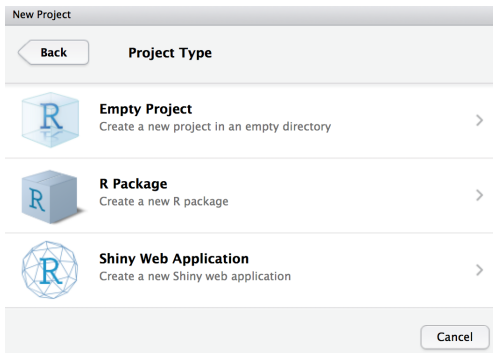 New Project
Back
Project Type
R
Empty Project
Create a new project in an empty directory
R
R Package
Create a new R package
R
Shiny Web Application
Create a new Shiny web application
Cancel